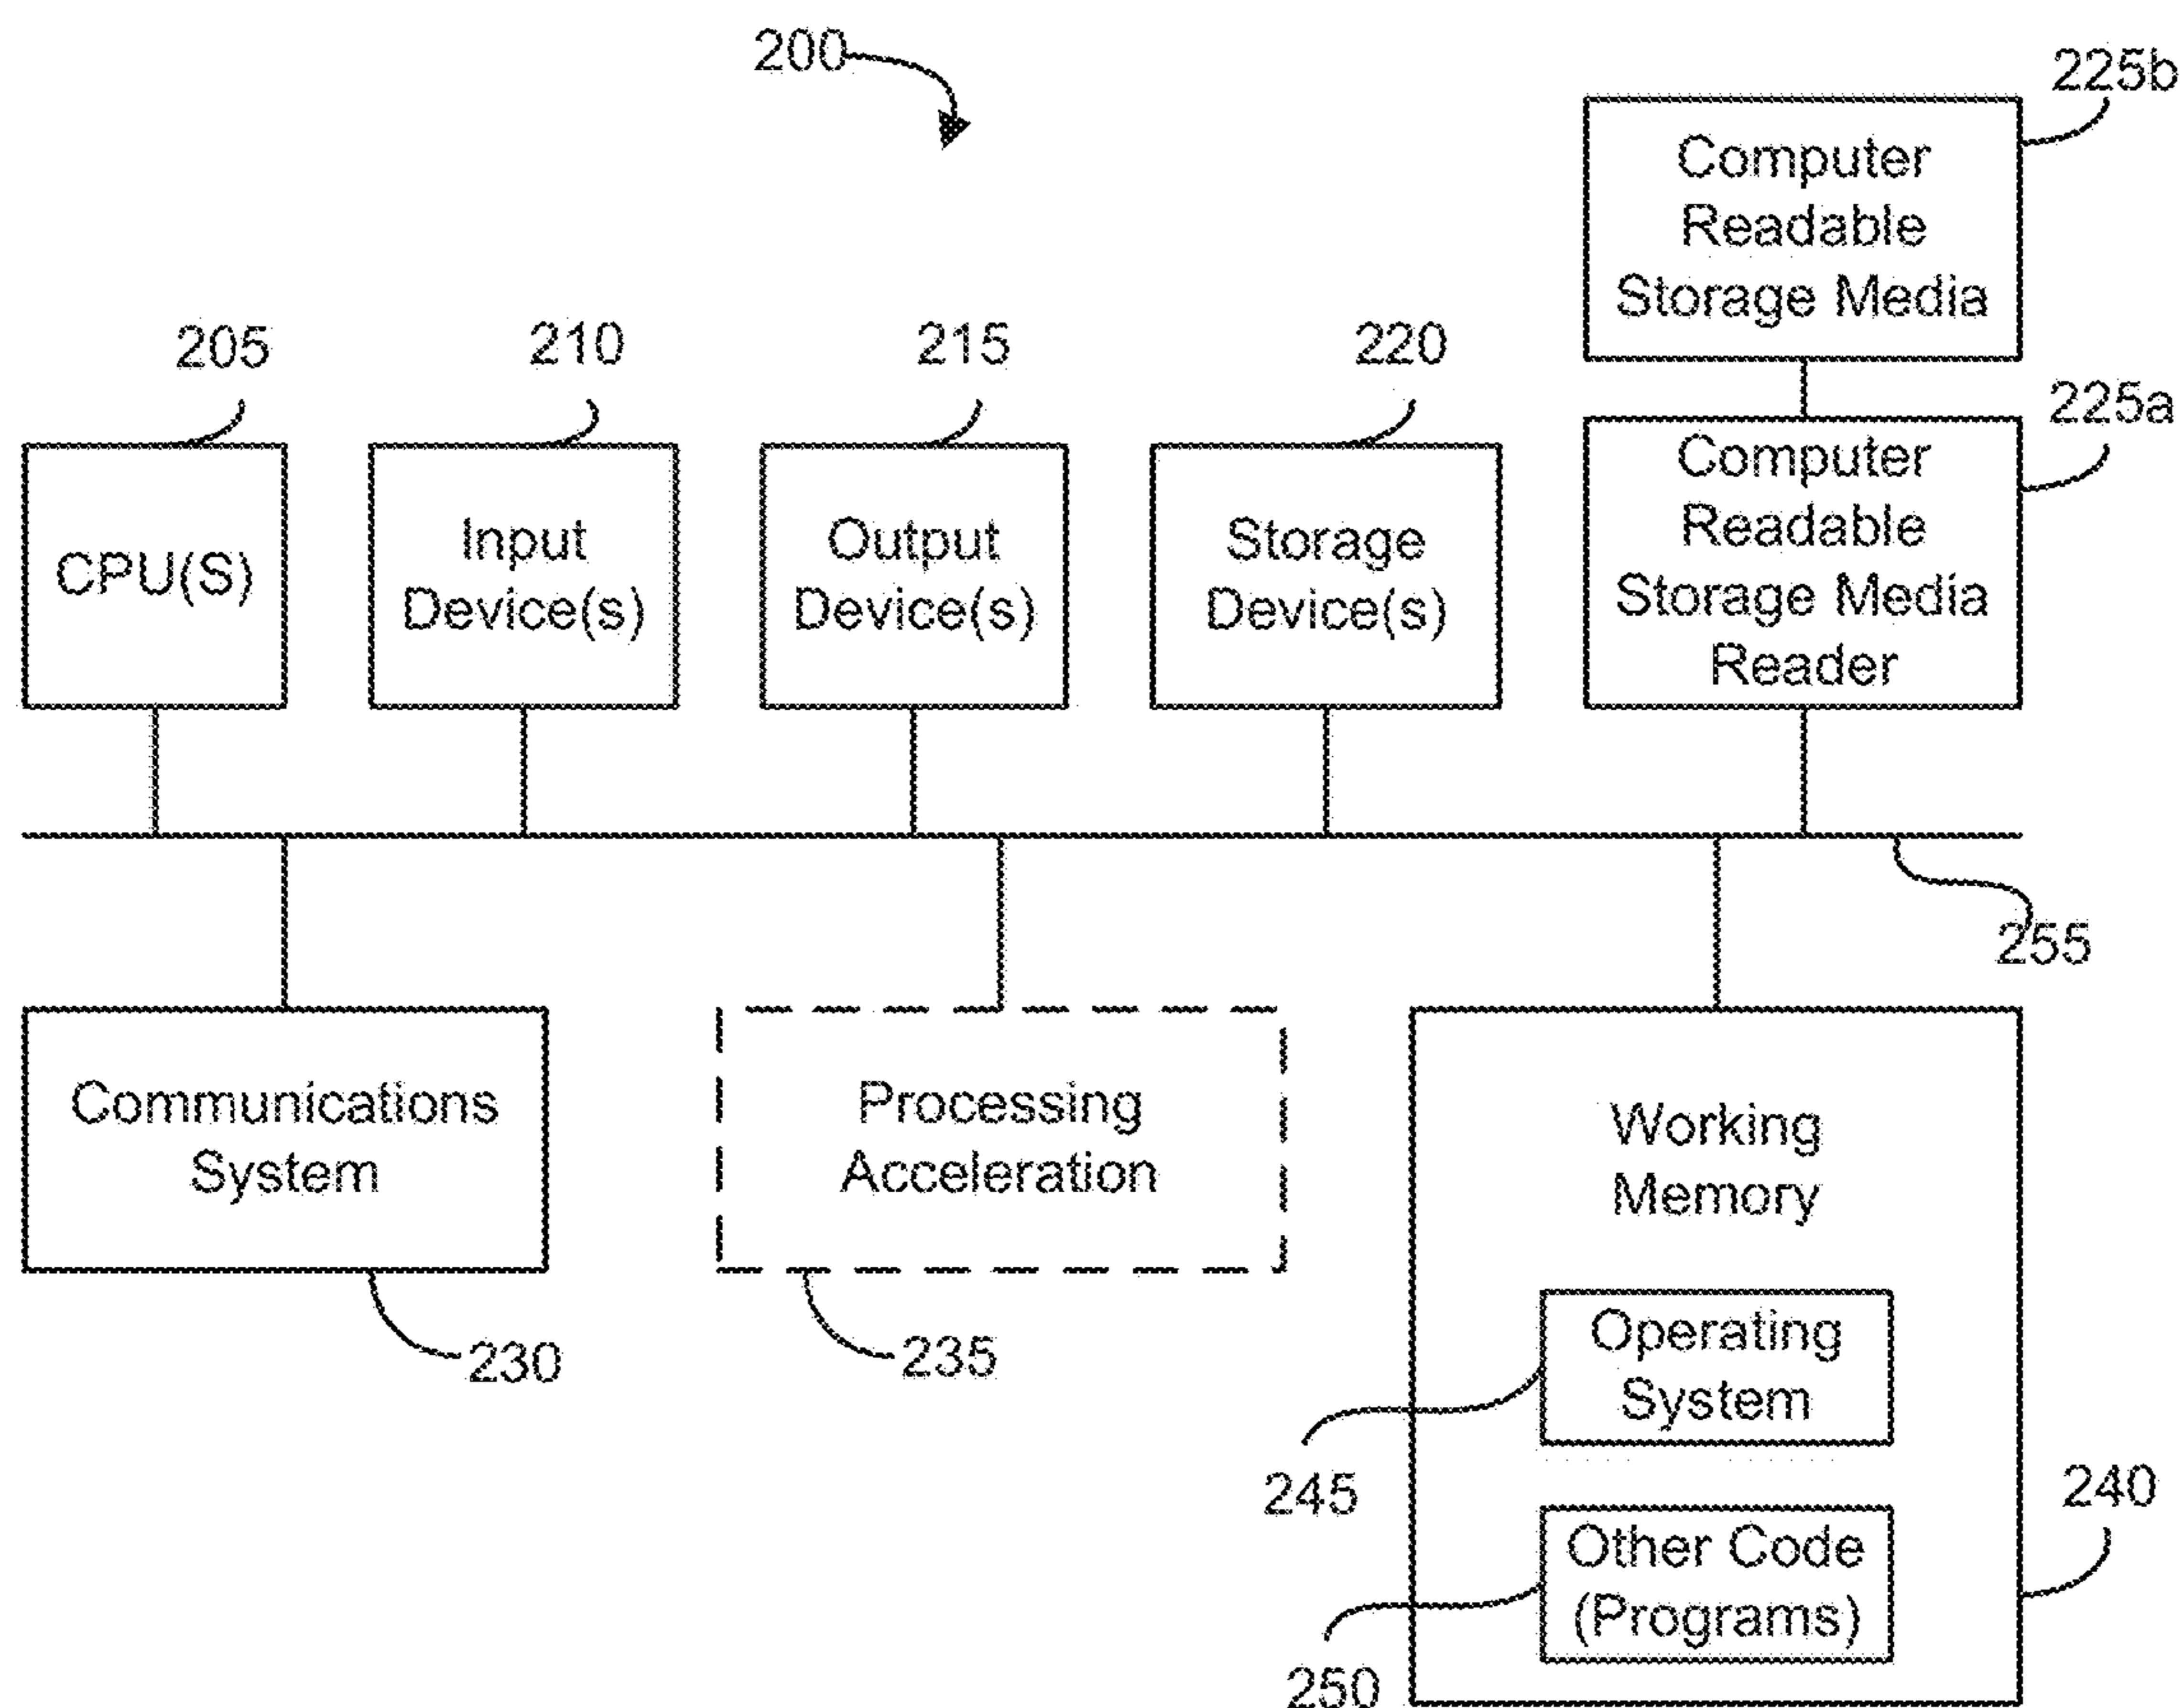 200
225b
Computer
Readable
Storage Media
205
210
215
220
225a
CPU(S)
Input
Device(s)
Output
Device(s)
Storage
Device(s)
Computer
Readable
Storage Media
Reader
255
Communications
System
Processing
Acceleration
Working
Memory
230
235
Operating
System
245
240
Other Code
(Programs)
250